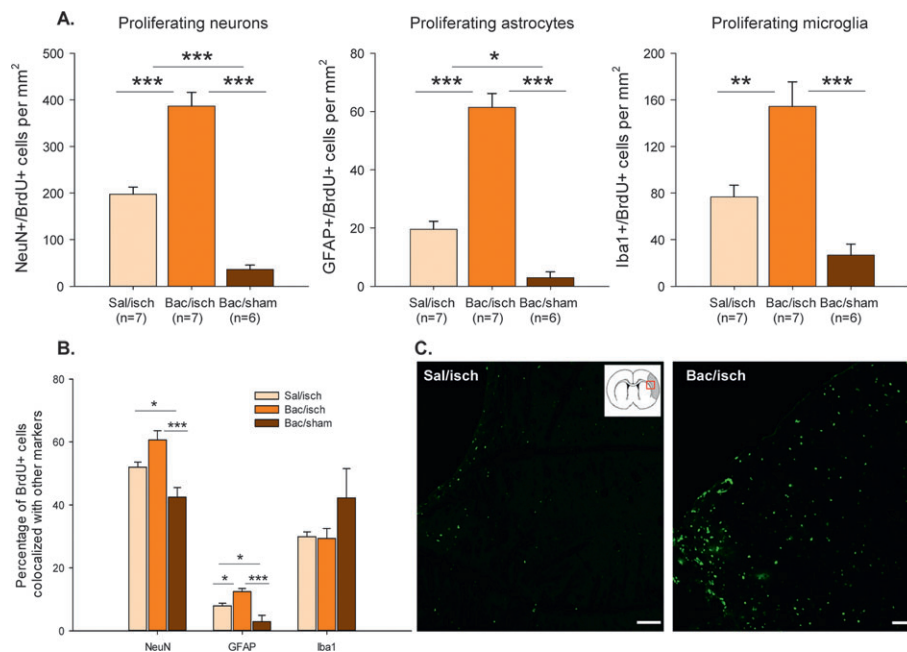 A.
Proliferating neurons
NeuN+/BrdU+ cells per mm²
500
400
300
200
100
0
***
*** ***
Sal/isch Bac/isch Bac/sham
(n=7) (n=7) (n=6)
Proliferating astrocytes
GFAP+/BrdU+ cells per mm²
80
60
40
20
0
*
*** ***
Sal/isch Bac/isch Bac/sham
(n=7) (n=7) (n=6)
Proliferating microglia
Iba1+/BrdU+ cells per mm²
200
160
120
80
40
0
** ***
Sal/isch Bac/isch Bac/sham
(n=7) (n=7) (n=6)
B.
Percentage of BrdU+ cells
colocalized with other markers
80
60
40
20
0
Sal/isch
Bac/isch
Bac/sham
*
***
*
* ***
NeuN GFAP Iba1
C.
Sal/isch
Bac/isch